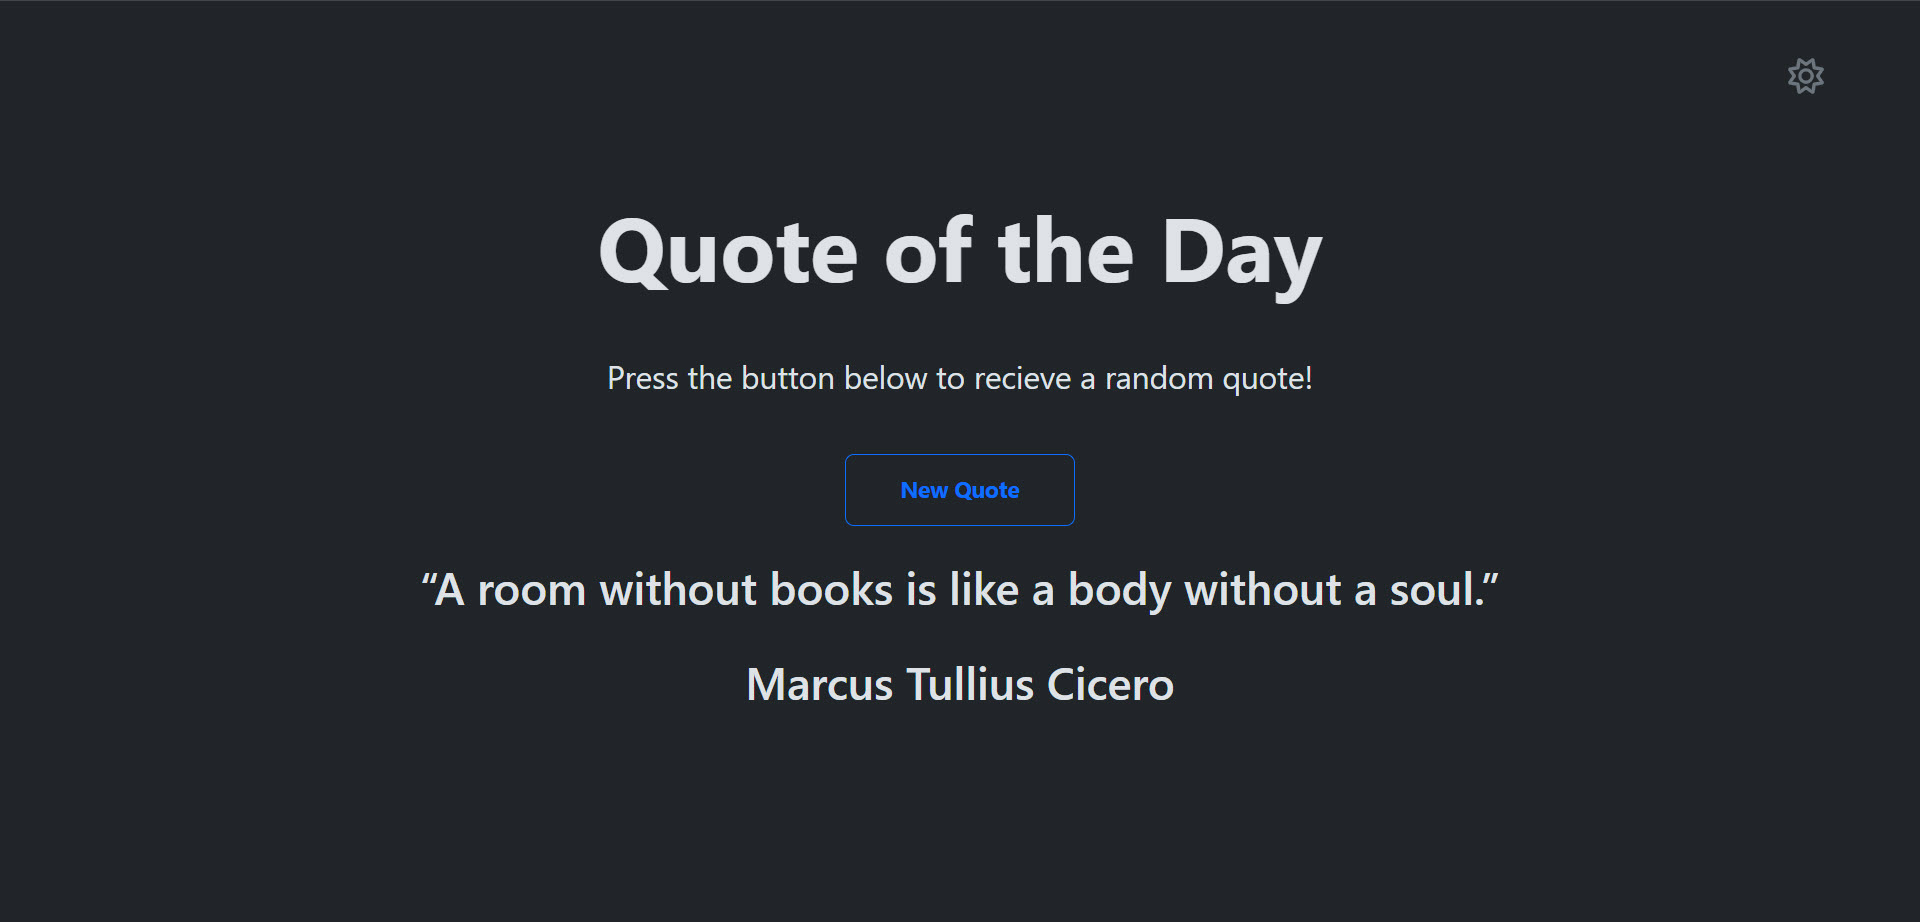 Quote of the Day
Press the button below to recieve a random quote!
New Quote
“A room without books is like a body without a soul.”
Marcus Tullius Cicero